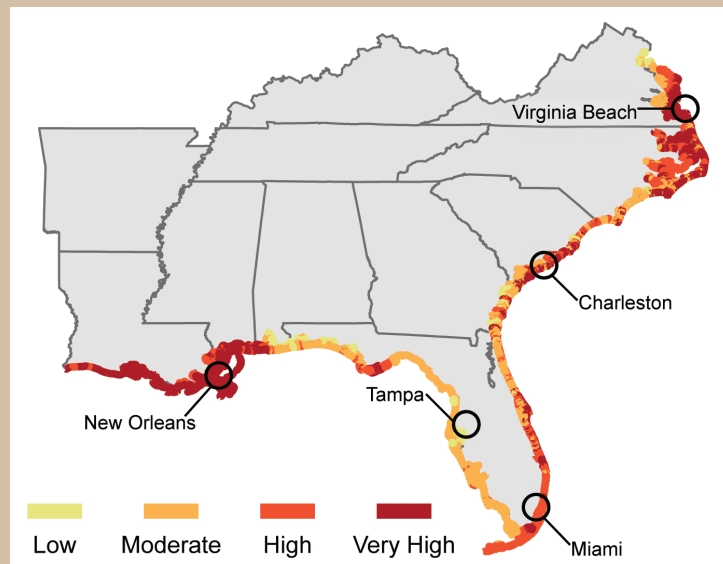 Virginia Beach
Charleston
Tampa
New Orleans
Miami
Low Moderate High Very High